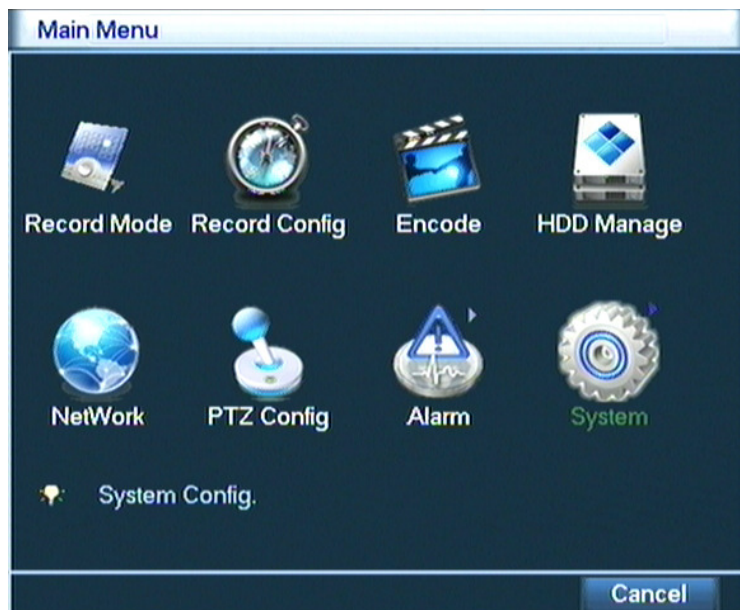 Main Menu
Record Mode Record Config Encode HDD Manage
NetWork PTZ Config Alarm System
System Config.
Cancel